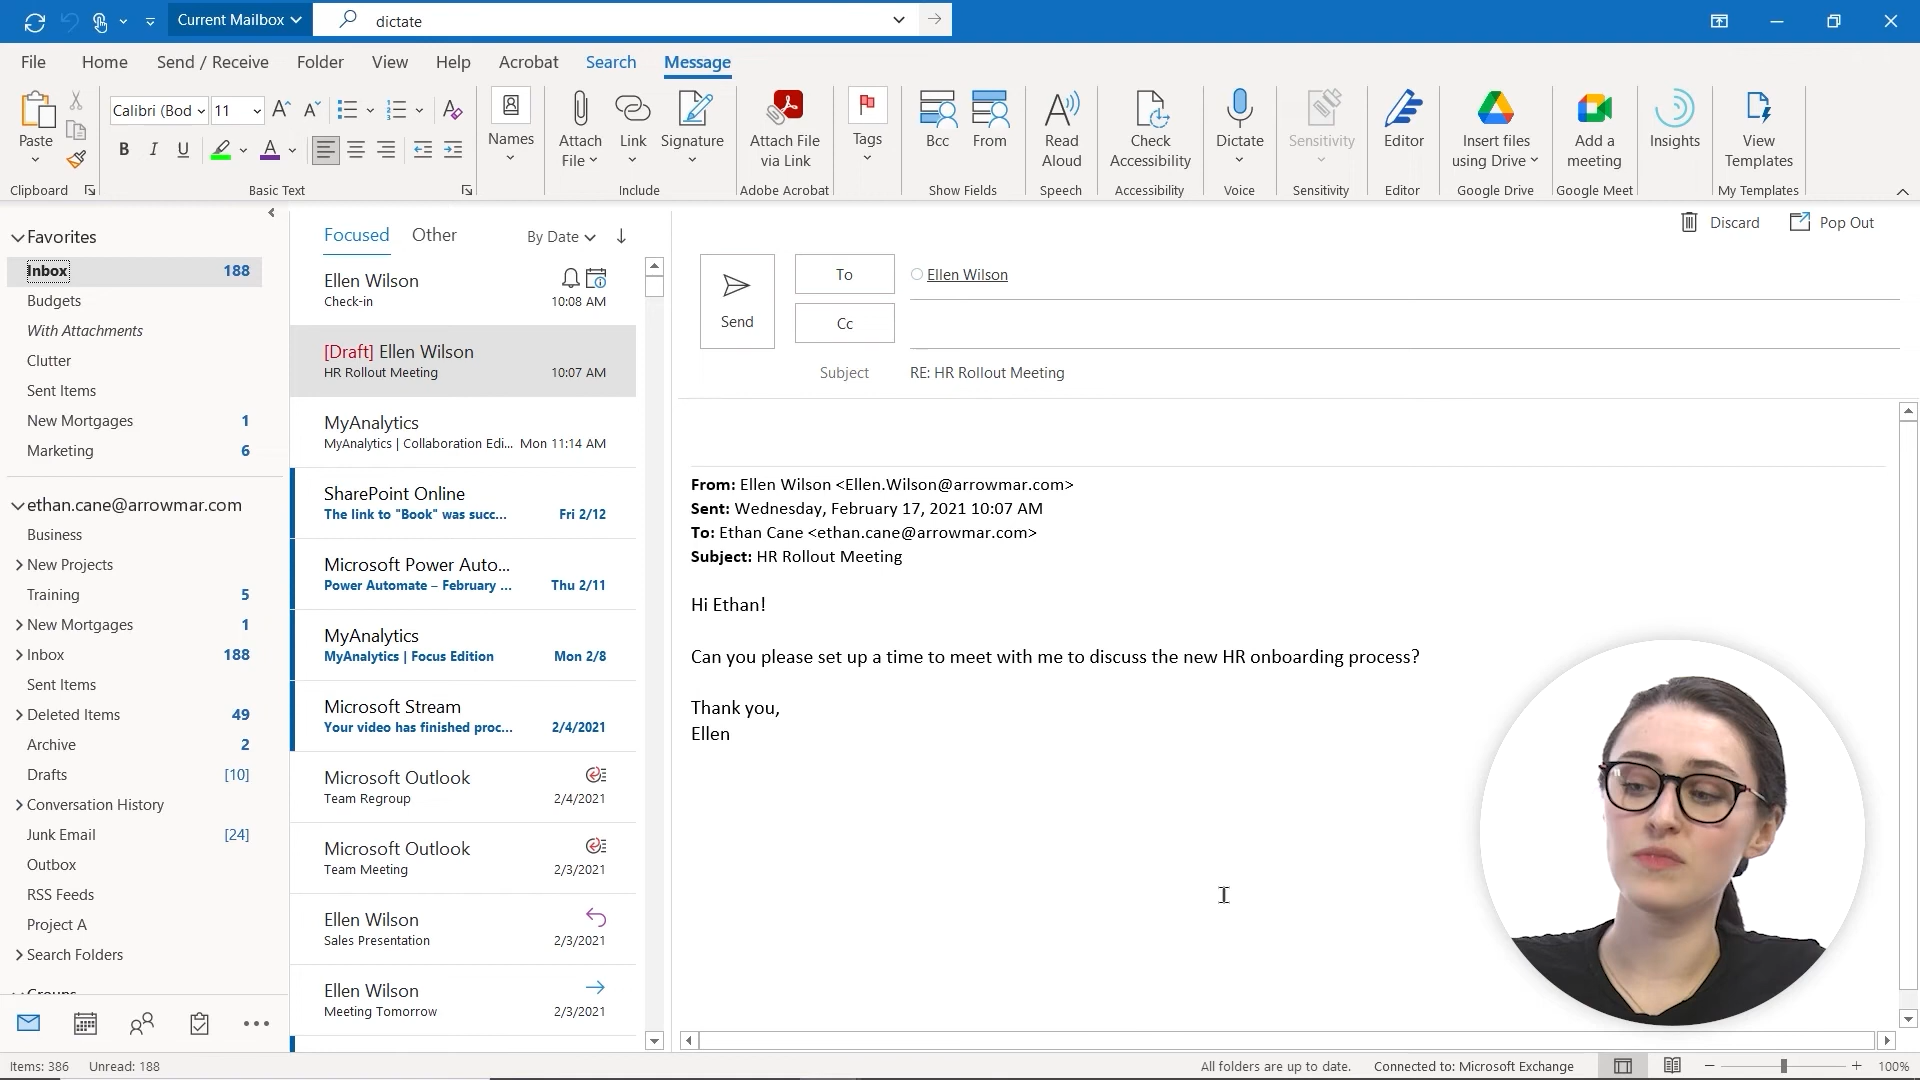 Current Mailbox
dictate
File Home Send / Receive Folder View Help Acrobat Search Message
Paste
Clipboard
Calibri (Bod 11
B I U A
Basic Text
Names
Attach File
Link
Signature
Include
Attach File via Link
Adobe Acrobat
Tags
Bcc From
Show Fields
Read Aloud
Speech
Check Accessibility
Accessibility
Dictate
Voice
Sensitivity
Sensitivity
Editor
Editor
Insert files using Drive
Google Drive
Add a meeting
Google Meet
Insights
View Templates
My Templates
Favorites
Inbox 188
Budgets
With Attachments
Clutter
Sent Items
New Mortgages 1
Marketing 6
ethan.cane@arrowmar.com
Business
New Projects
Training 5
New Mortgages 1
Inbox 188
Sent Items
Deleted Items 49
Archive 2
Drafts [10]
Conversation History
Junk Email [24]
Outbox
RSS Feeds
Project A
Search Folders
Focused Other By Date
Ellen Wilson
Check-in 10:08 AM
[Draft] Ellen Wilson
HR Rollout Meeting 10:07 AM
MyAnalytics
MyAnalytics | Collaboration Edi... Mon 11:14 AM
SharePoint Online
The link to "Book" was succ... Fri 2/12
Microsoft Power Auto...
Power Automate – February ... Thu 2/11
MyAnalytics
MyAnalytics | Focus Edition Mon 2/8
Microsoft Stream
Your video has finished proc... 2/4/2021
Microsoft Outlook
Team Regroup 2/4/2021
Microsoft Outlook
Team Meeting 2/3/2021
Ellen Wilson
Sales Presentation 2/3/2021
Ellen Wilson
Meeting Tomorrow 2/3/2021
Discard Pop Out
Send
To Ellen Wilson
Cc
Subject RE: HR Rollout Meeting
From: Ellen Wilson <Ellen.Wilson@arrowmar.com>
Sent: Wednesday, February 17, 2021 10:07 AM
To: Ethan Cane <ethan.cane@arrowmar.com>
Subject: HR Rollout Meeting
Hi Ethan!
Can you please set up a time to meet with me to discuss the new HR onboarding process?
Thank you,
Ellen
Items: 386 Unread: 188
All folders are up to date. Connected to: Microsoft Exchange 100%